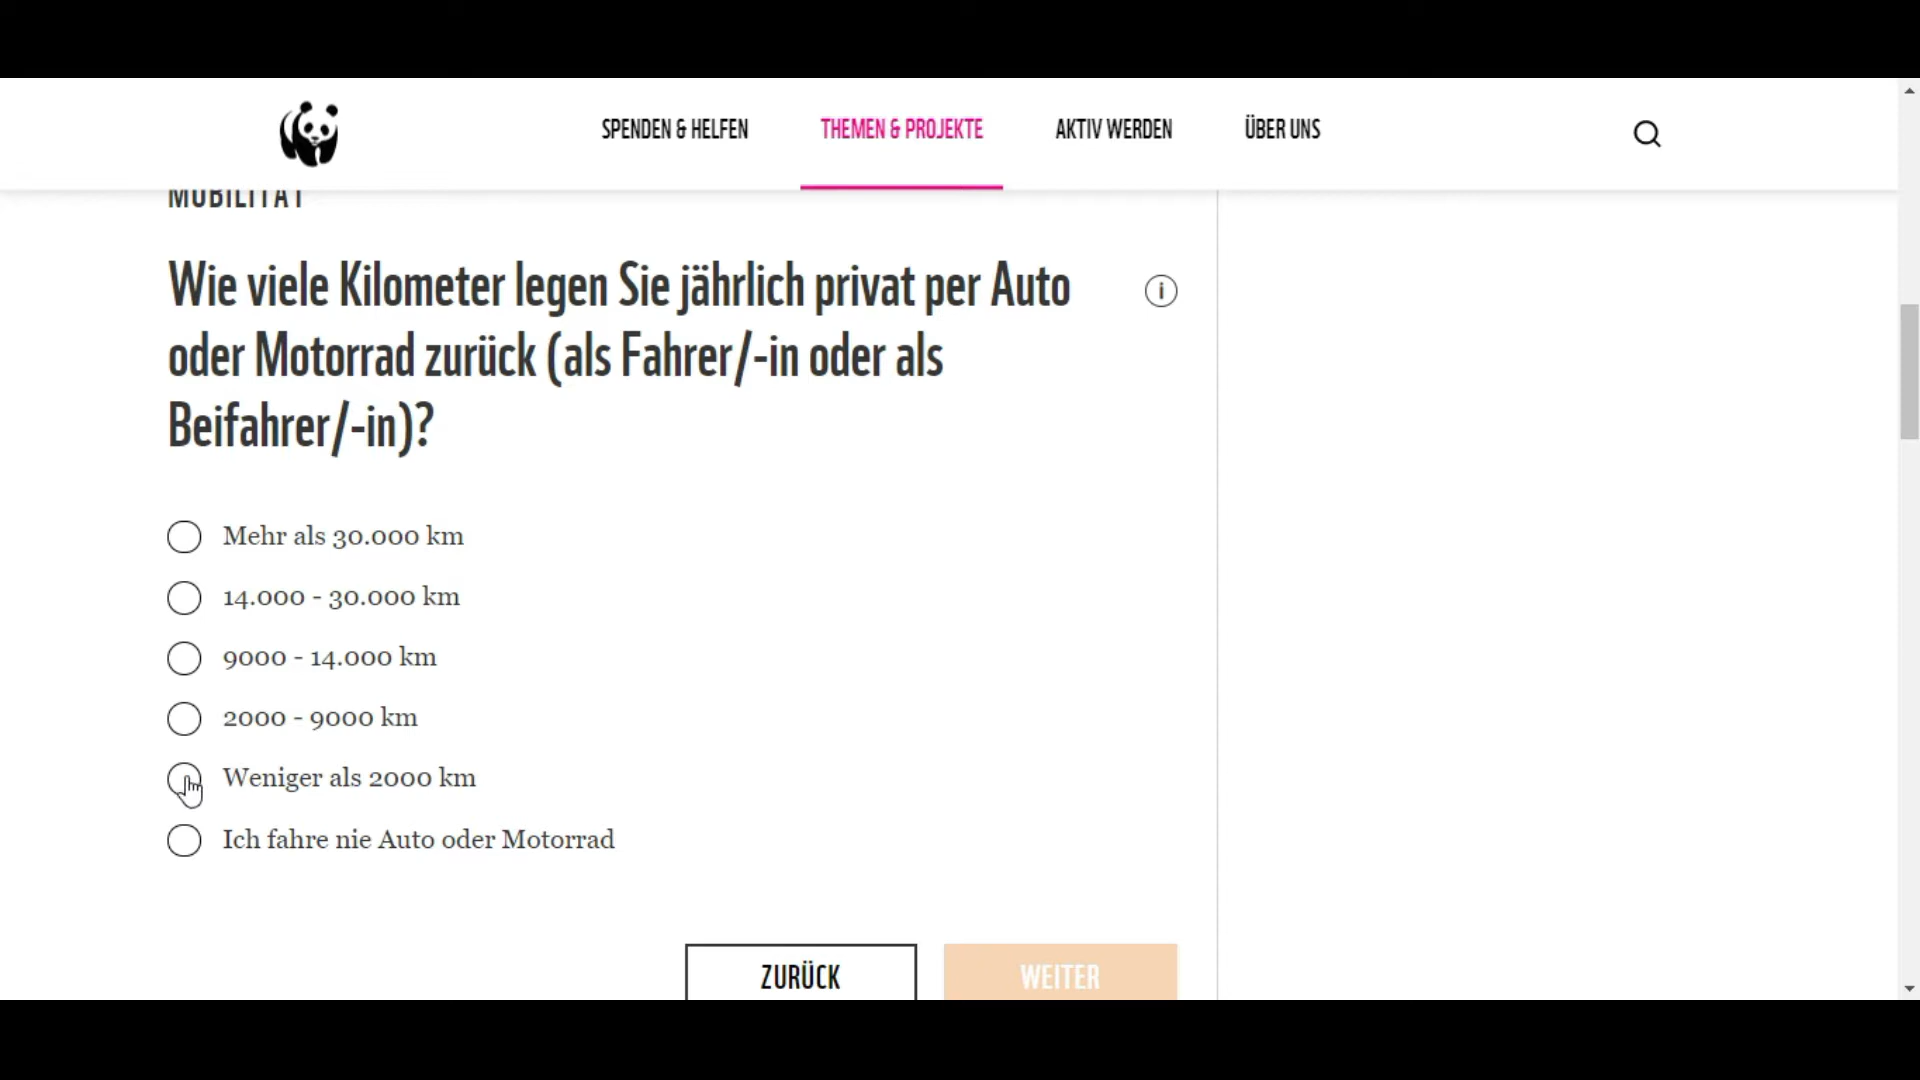 SPENDEN & HELFEN
THEMEN & PROJEKTE
AKTIV WERDEN
ÜBER UNS
MOBILITÄT
Wie viele Kilometer legen Sie jährlich privat per Auto
oder Motorrad zurück (als Fahrer/-in oder als
Beifahrer/-in)?
i
Mehr als 30.000 km
14.000 - 30.000 km
9000 - 14.000 km
2000 - 9000 km
Weniger als 2000 km
Ich fahre nie Auto oder Motorrad
ZURÜCK
WEITER